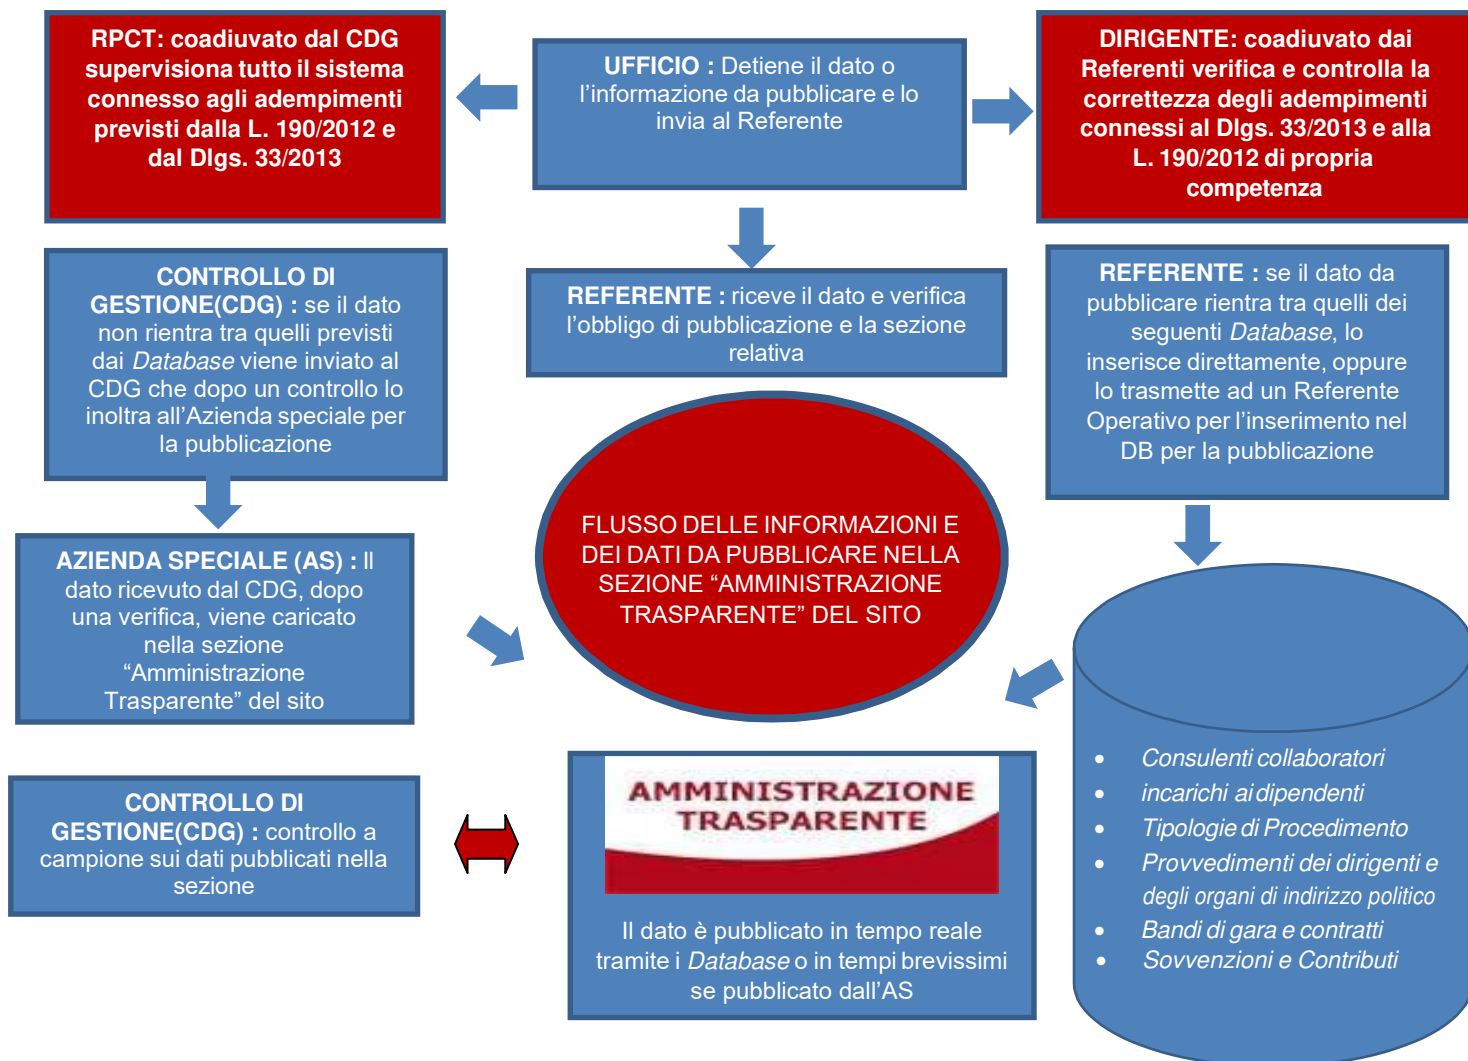 RPCT: coadiuvato dal CDG
supervisiona tutto il sistema
connesso agli adempimenti
previsti dalla L. 190/2012 e
dal Dlgs. 33/2013
UFFICIO : Detiene il dato o
l'informazione da pubblicare e lo
invia al Referente
DIRIGENTE: coadiuvato dai
Referenti verifica e controlla la
correttezza degli adempimenti
connessi al Dlgs. 33/2013 e alla
L. 190/2012 di propria
competenza
CONTROLLO DI
GESTIONE(CDG) : se il dato
non rientra tra quelli previsti
dai Database viene inviato al
CDG che dopo un controllo lo
inoltra all'Azienda speciale per
la pubblicazione
REFERENTE : riceve il dato e verifica
l'obbligo di pubblicazione e la sezione
relativa
REFERENTE : se il dato da
pubblicare rientra tra quelli dei
seguenti Database, lo
inserisce direttamente, oppure
lo trasmette ad un Referente
Operativo per l'inserimento nel
DB per la pubblicazione
FLUSSO DELLE INFORMAZIONI E
DEI DATI DA PUBBLICARE NELLA
SEZIONE “AMMINISTRAZIONE
TRASPARENTE” DEL SITO
AZIENDA SPECIALE (AS) : Il
dato ricevuto dal CDG, dopo
una verifica, viene caricato
nella sezione
“Amministrazione
Trasparente” del sito
CONTROLLO DI
GESTIONE(CDG) : controllo a
campione sui dati pubblicati nella
sezione
AMMINISTRAZIONE
TRASPARENTE
Il dato è pubblicato in tempo reale
tramite i Database o in tempi brevissimi
se pubblicato dall'AS
• Consulenti collaboratori
• incarichi ai dipendenti
• Tipologie di Procedimento
• Provvedimenti dei dirigenti e
degli organi di indirizzo politico
• Bandi di gara e contratti
• Sovvenzioni e Contributi